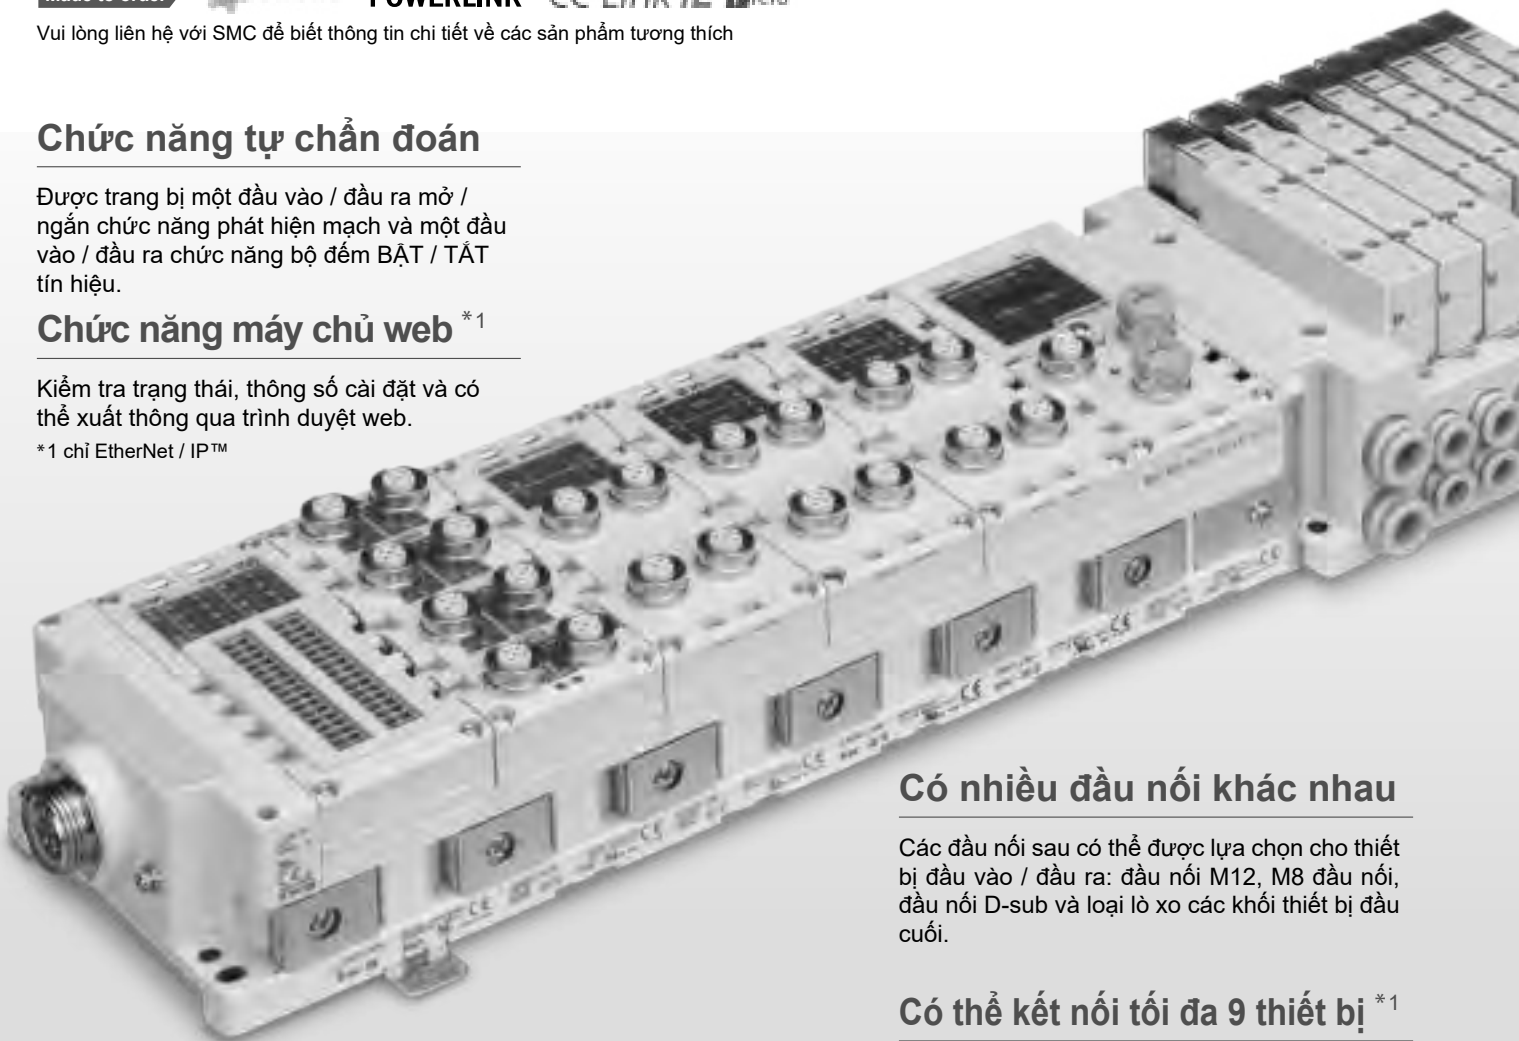 POWERLINK
Vui lòng liên hệ với SMC để biết thông tin chi tiết về các sản phẩm tương thích
Chức năng tự chẩn đoán
Được trang bị một đầu vào / đầu ra mở /
ngắn chức năng phát hiện mạch và một đầu
vào / đầu ra chức năng bộ đếm BẬT / TẮT
tín hiệu.
Chức năng máy chủ web *1
Kiểm tra trạng thái, thông số cài đặt và có
thể xuất thông qua trình duyệt web.
*1 chỉ EtherNet / IP™
Có nhiều đầu nối khác nhau
Các đầu nối sau có thể được lựa chọn cho thiết
bị đầu vào / đầu ra: đầu nối M12, M8 đầu nối,
đầu nối D-sub và loại lò xo các khối thiết bị đầu
cuối.
Có thể kết nối tối đa 9 thiết bị *1